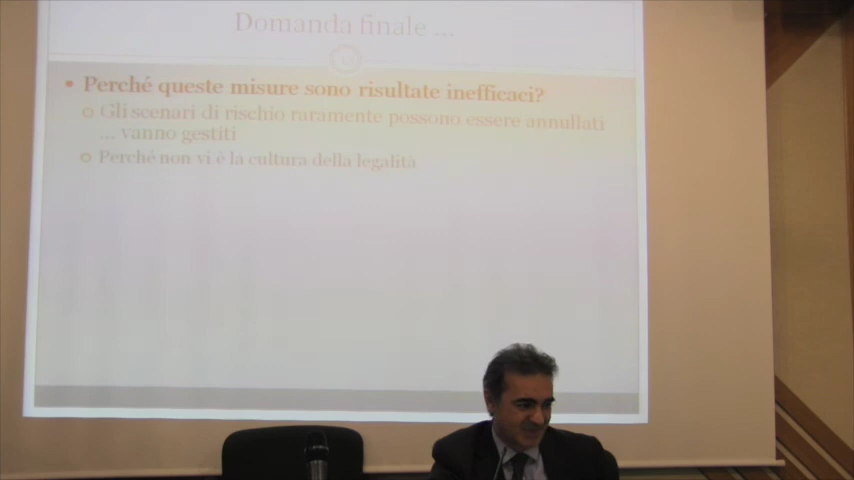 Domanda finale ...
• Perché queste misure sono risultate inefficaci?
o Gli scenari di rischio raramente possono essere annullati
... vanno gestiti
o Perché non vi è la cultura della legalità